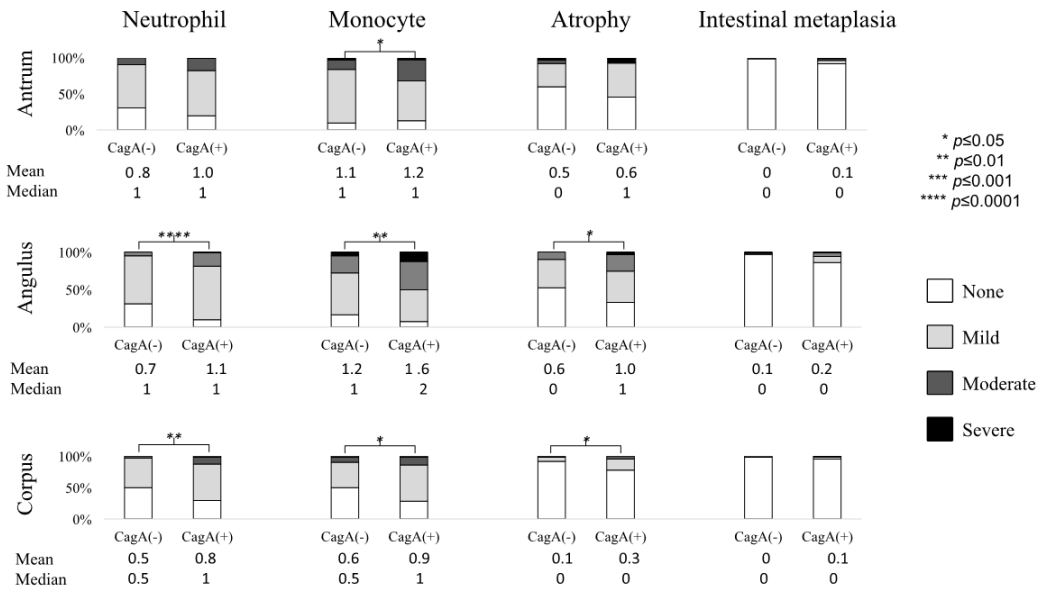 Neutrophil Monocyte Atrophy Intestinal metaplasia
Antrum
100% * 
50%
0%
CagA(-) CagA(+) CagA(-) CagA(+) CagA(-) CagA(+) CagA(-) CagA(+)
Mean 0 .8 1.0 1.1 1.2 0.5 0.6 0 0.1
Median 1 1 1 1 0 1 0 0
* p≤0.05
** p≤0.01
*** p≤0.001
**** p≤0.0001
Angulus
**** ** *
100%
50%
0%
CagA(-) CagA(+) CagA(-) CagA(+) CagA(-) CagA(+) CagA(-) CagA(+)
Mean 0.7 1.1 1.2 1 .6 0.6 1.0 0.1 0.2
Median 1 1 1 2 0 1 0 0
None
Mild
Moderate
Severe
Corpus
** * *
100%
50%
0%
CagA(-) CagA(+) CagA(-) CagA(+) CagA(-) CagA(+) CagA(-) CagA(+)
Mean 0.5 0.8 0.6 0.9 0.1 0.3 0 0.1
Median 0.5 1 0.5 1 0 0 0 0